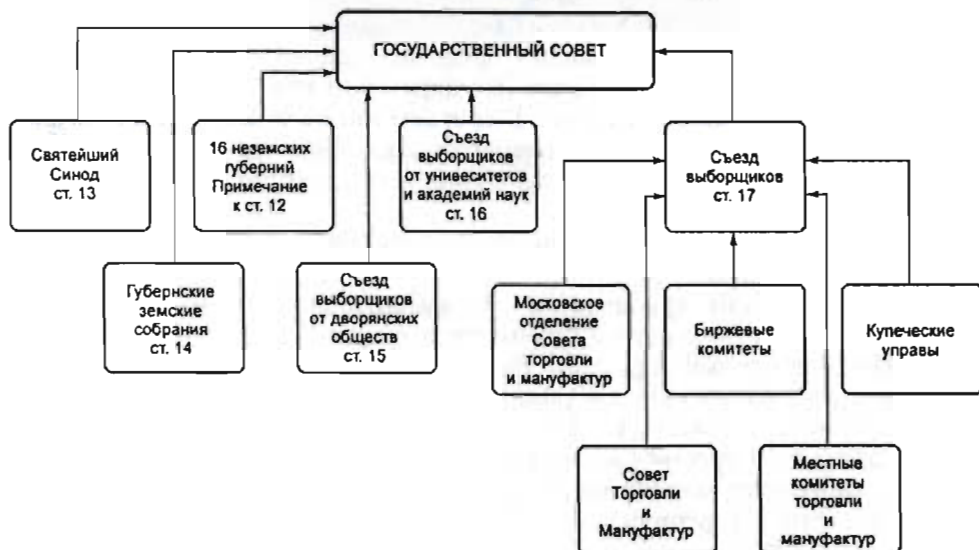 ГОСУДАРСТВЕННЫЙ СОВЕТ
Святейший
Синод
ст. 13
16 неземских
губерний
Примечание
к ст. 12
Съезд
выборщиков
от унивеситетов
и академий наук
ст. 16
Съезд
выборщиков
ст. 17
Губернские
земские
собрания
ст. 14
Съезд
выборщиков
от дворянских
обществ
ст. 15
Московское
отделение
Совета
торговли
и мануфактур
Биржевые
комитеты
Купеческие
управы
Совет
Торговли
и
Мануфактур
Местные
комитеты
торговли
и
мануфактур